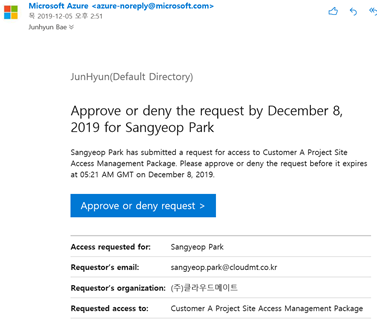 Microsoft Azure <azure-noreply@microsoft.com>
목 2019-12-05 오후 2:51
Junhyun Bae
JunHyun(Default Directory)
Approve or deny the request by December 8,
2019 for Sangyeop Park
Sangyeop Park has submitted a request for access to Customer A Project Site
Access Management Package. Please approve or deny the request before it expires
at 05:21 AM GMT on December 8, 2019.
Approve or deny request >
Access requested for: Sangyeop Park
Requestor's email: sangyeop.park@cloudmt.co.kr
Requestor's organization: (주)클라우드메이트
Requested access to: Customer A Project Site Access Management Package